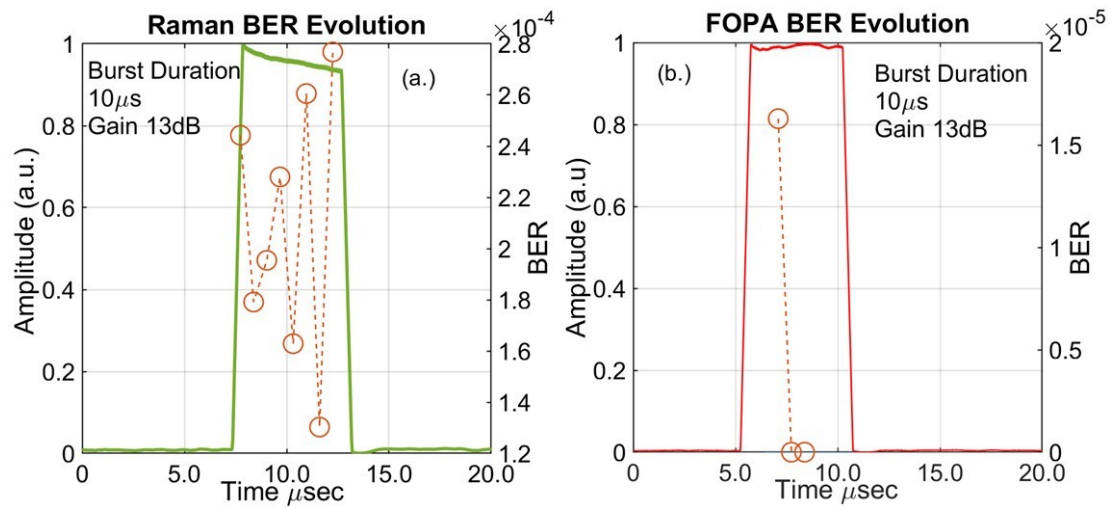 Raman BER Evolution
×10-4
1
0.8
0.6
0.4
0.2
0
Amplitude (a.u.)
Burst Duration
10μs
Gain 13dB
(a.)
2.8
2.6
2.4
2.2
2
1.8
1.6
1.4
1.2
BER
0
5.0
10.0
15.0
20.0
Time μsec
FOPA BER Evolution
×10-5
1
0.8
0.6
0.4
0.2
0
Amplitude (a.u)
(b.)
Burst Duration
10μs
Gain 13dB
2
1.5
1
0.5
0
BER
0
5.0
10.0
15.0
20.0
Time μsec